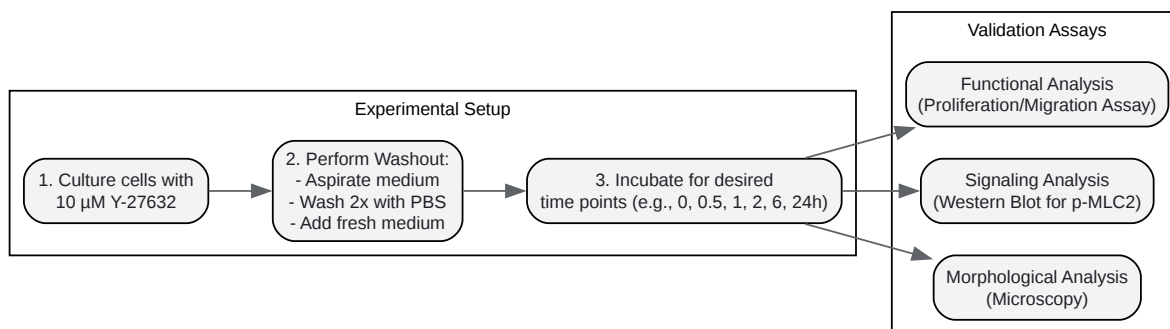 Experimental Setup
1. Culture cells with
10 µM Y-27632
2. Perform Washout:
- Aspirate medium
- Wash 2x with PBS
- Add fresh medium
3. Incubate for desired
time points (e.g., 0, 0.5, 1, 2, 6, 24h)
Validation Assays
Functional Analysis
(Proliferation/Migration Assay)
Signaling Analysis
(Western Blot for p-MLC2)
Morphological Analysis
(Microscopy)